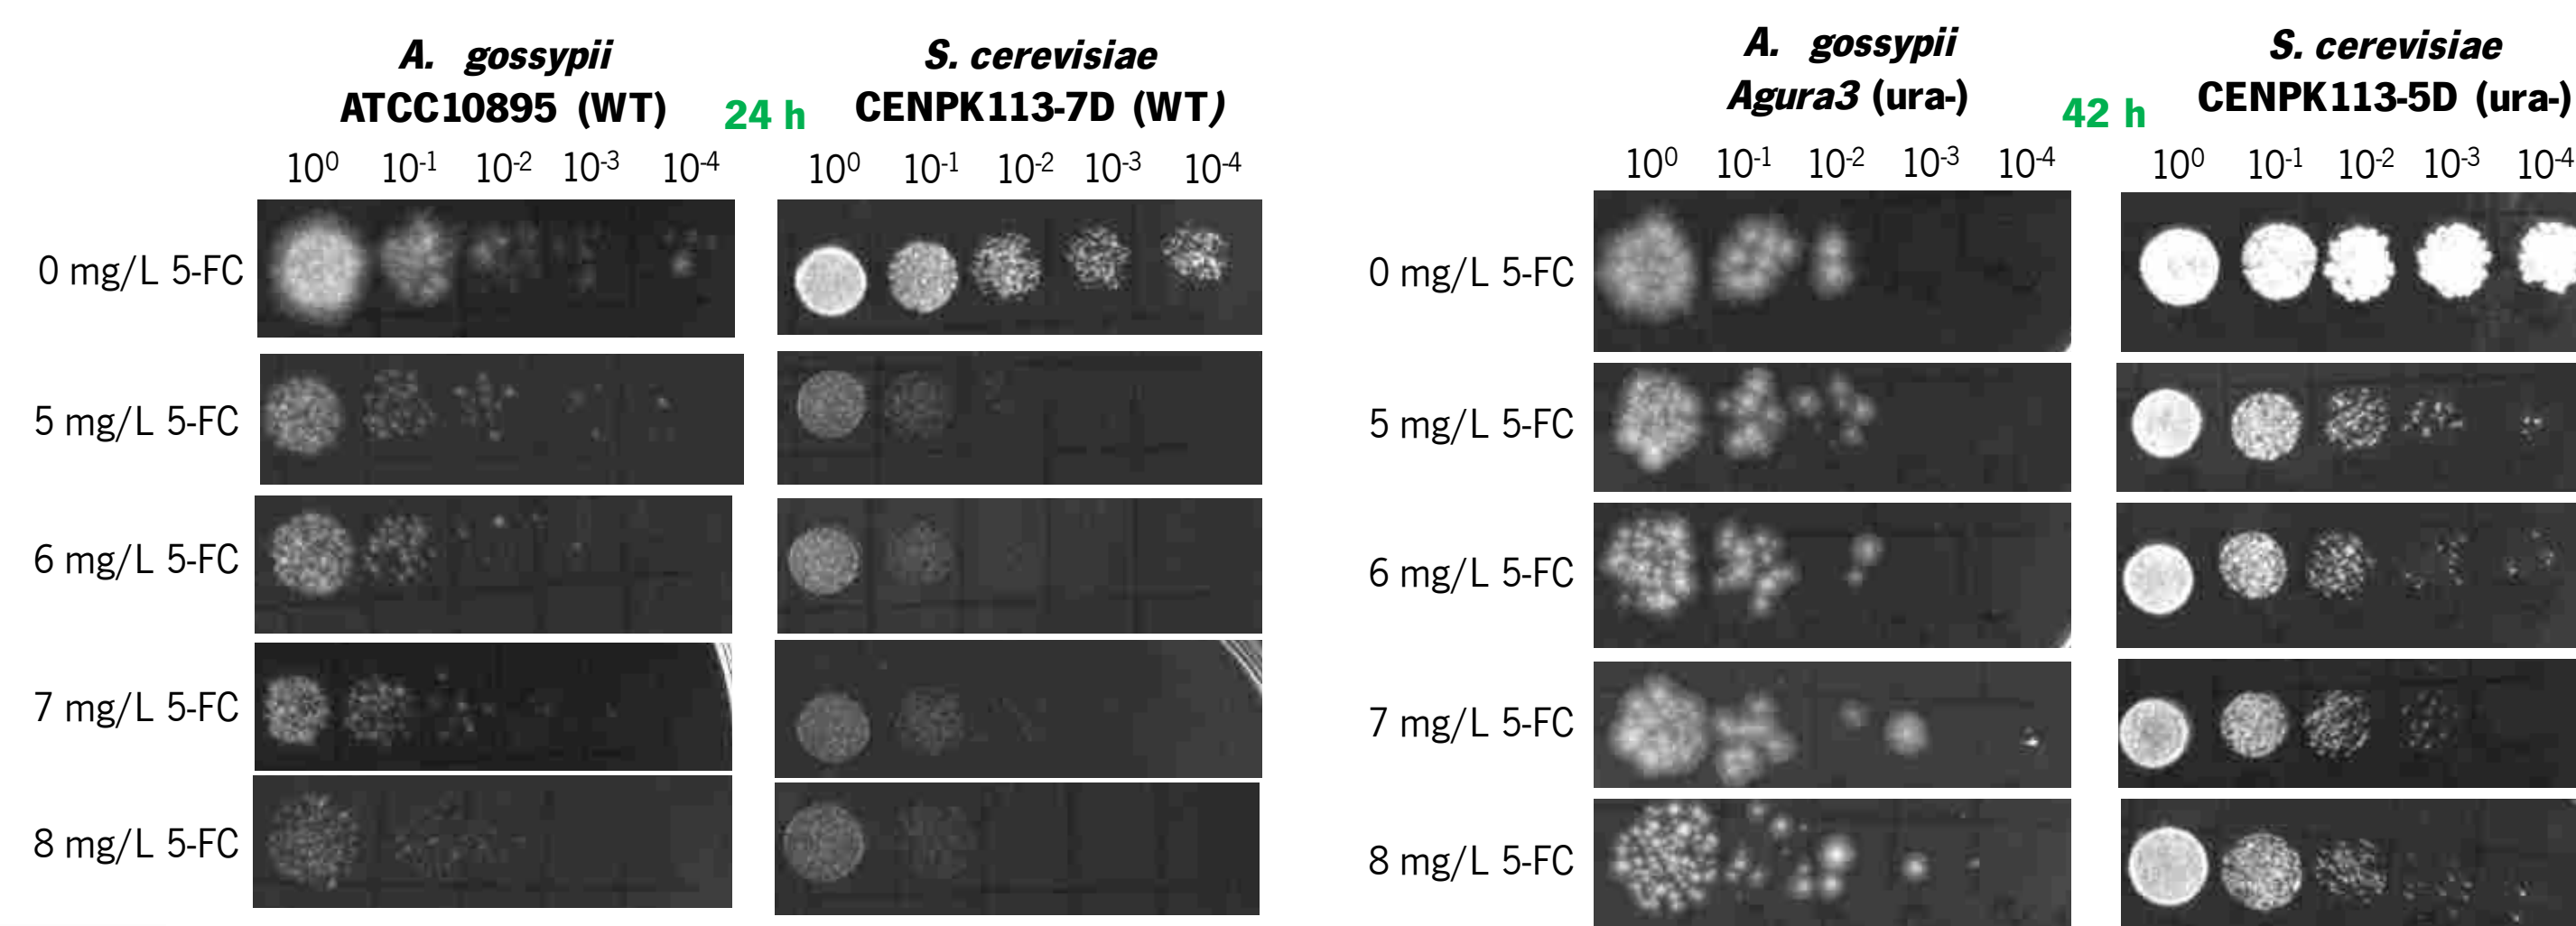 A. gossypii
ATCC10895 (WT)
24 h
S. cerevisiae
CENPK113-7D (WT)
10⁰ 10⁻¹ 10⁻² 10⁻³ 10⁻⁴
10⁰ 10⁻¹ 10⁻² 10⁻³ 10⁻⁴
0 mg/L 5-FC
5 mg/L 5-FC
6 mg/L 5-FC
7 mg/L 5-FC
8 mg/L 5-FC
A. gossypii
Agura3 (ura-)
42 h
S. cerevisiae
CENPK113-5D (ura-)
10⁰ 10⁻¹ 10⁻² 10⁻³ 10⁻⁴
10⁰ 10⁻¹ 10⁻² 10⁻³ 10⁻⁴
0 mg/L 5-FC
5 mg/L 5-FC
6 mg/L 5-FC
7 mg/L 5-FC
8 mg/L 5-FC